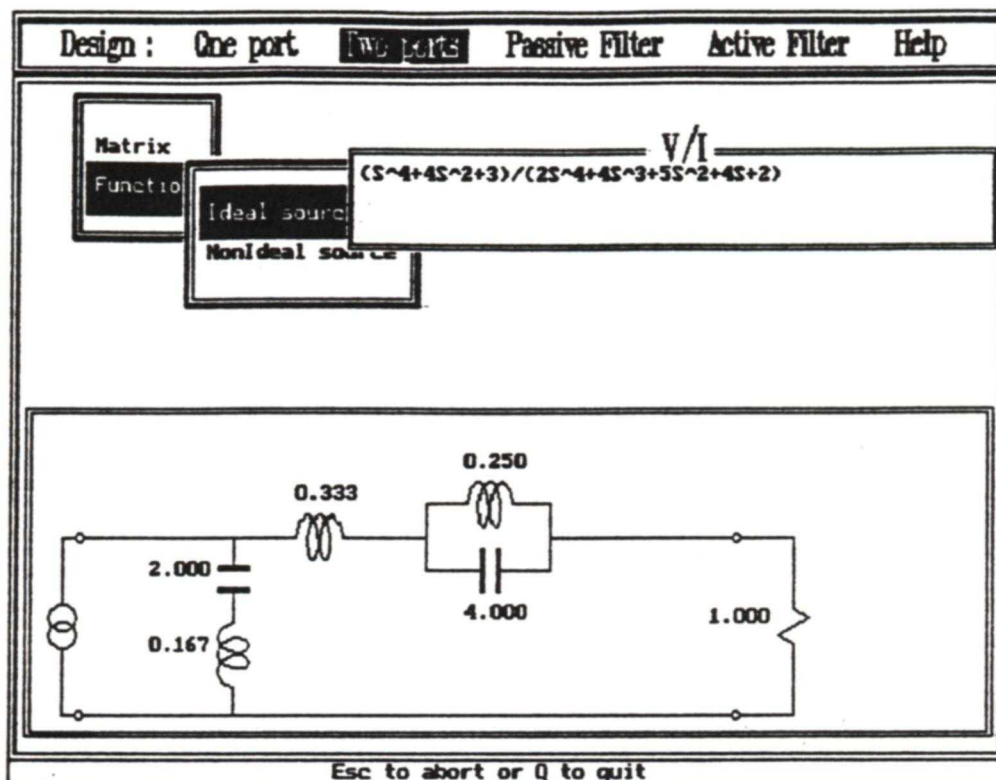 Design : One port Two ports Passive Filter Active Filter Help
Matrix
Functio
Ideal sourc
NonIdeal source
V/I
(S^4+4S^2+3)/(2S^4+4S^3+5S^2+4S+2)
0.250
0.333
2.000
4.000
1.000
0.167
Esc to abort or Q to quit